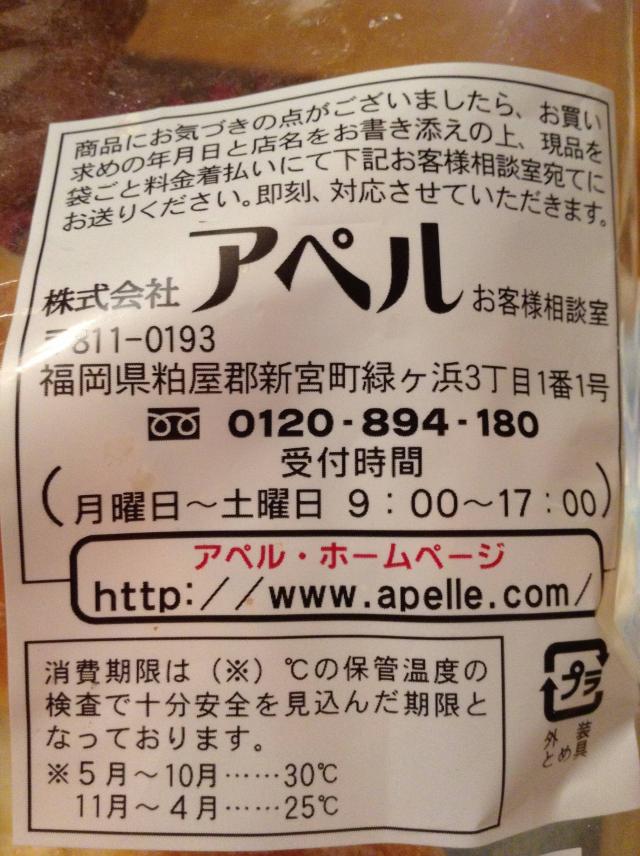 商品にお気づきの点がございましたら、お買い
求めの年月日と店名をお書き添えの上、現品を
袋ごと料金着払いにて下記お客様相談室宛てに
お送りください。即刻、対応させていただきます。
株式会社 アペル お客様相談室
〒811-0193
福岡県粕屋郡新宮町緑ヶ浜3丁目1番1号
0120-894-180
受付時間
(月曜日～土曜日 9：00～17：00)
アペル・ホームページ
http://www.apelle.com/
消費期限は（※）℃の保管温度の
検査で十分安全を見込んだ期限と
なっております。
※5月～10月……30℃
11月～4月……25℃
プラ
外装
とめ具